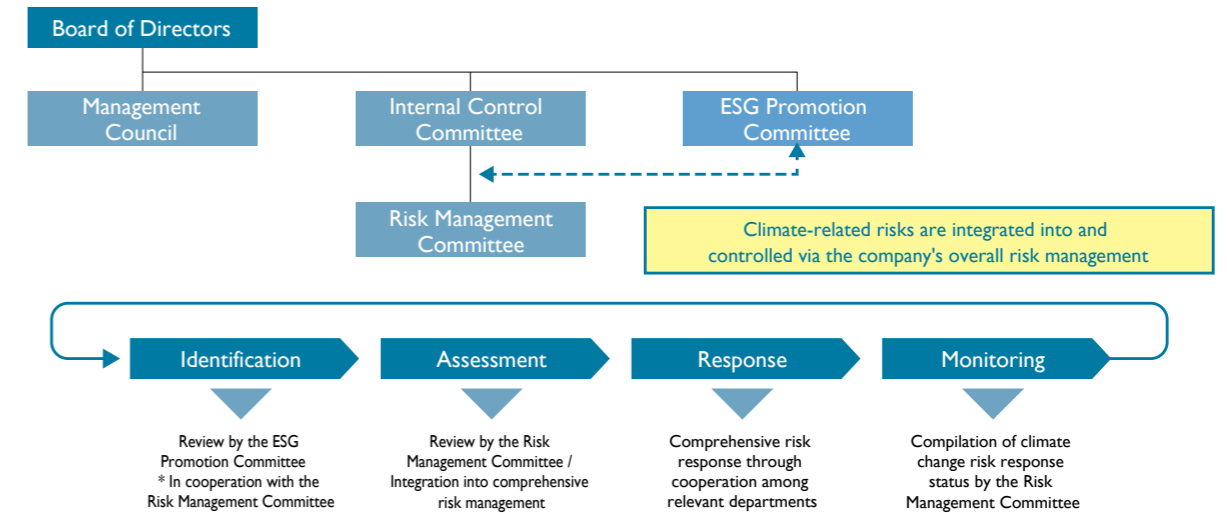 Board of Directors
Management
Council
Internal Control
Committee
ESG Promotion
Committee
Risk Management
Committee
Climate-related risks are integrated into and
controlled via the company's overall risk management
Identification
Assessment
Response
Monitoring
Review by the ESG
Promotion Committee
* In cooperation with the
Risk Management Committee
Review by the Risk
Management Committee /
Integration into comprehensive
risk management
Comprehensive risk
response through
cooperation among
relevant departments
Compilation of climate
change risk response
status by the Risk
Management Committee